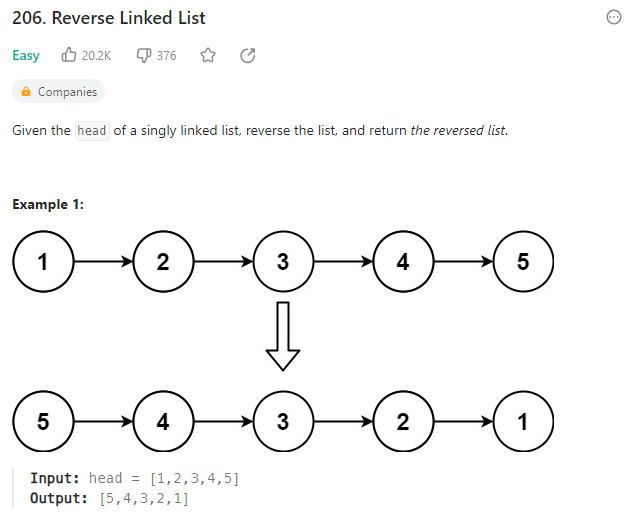 206. Reverse Linked List
Easy 20.2K 376
Companies
Given the head of a singly linked list, reverse the list, and return the reversed list.
Example 1:
1 2 3 4 5
5 4 3 2 1
Input: head = [1,2,3,4,5]
Output: [5,4,3,2,1]